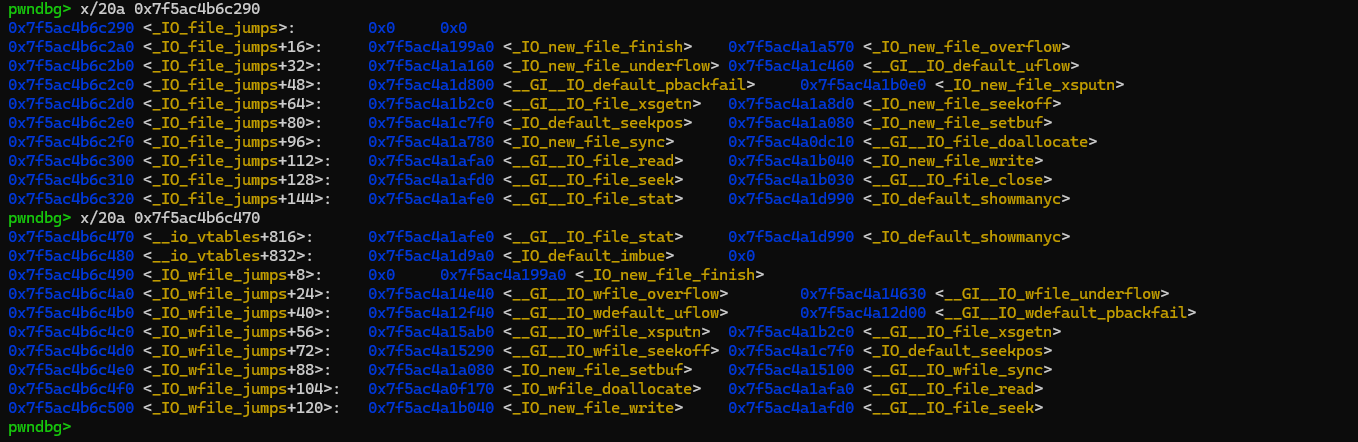 pwndbg> x/20a 0x7f5ac4b6c290
0x7f5ac4b6c290 <_IO_file_jumps>:     0x0     0x0
0x7f5ac4b6c2a0 <_IO_file_jumps+16>:     0x7f5ac4a199a0 <_IO_new_file_finish>    0x7f5ac4a1a570 <_IO_new_file_overflow>
0x7f5ac4b6c2b0 <_IO_file_jumps+32>:     0x7f5ac4a1a160 <_IO_new_file_underflow> 0x7f5ac4a1c460 <__GI__IO_default_uflow>
0x7f5ac4b6c2c0 <_IO_file_jumps+48>:     0x7f5ac4a1d800 <__GI__IO_default_pbackfail>     0x7f5ac4a1b0e0 <_IO_new_file_xsputn>
0x7f5ac4b6c2d0 <_IO_file_jumps+64>:     0x7f5ac4a1b2c0 <__GI__IO_file_xsgetn>   0x7f5ac4a1a8d0 <_IO_new_file_seekoff>
0x7f5ac4b6c2e0 <_IO_file_jumps+80>:     0x7f5ac4a1c7f0 <_IO_default_seekpos>    0x7f5ac4a1a080 <_IO_new_file_setbuf>
0x7f5ac4b6c2f0 <_IO_file_jumps+96>:     0x7f5ac4a1a780 <_IO_new_file_sync>      0x7f5ac4a0dc10 <__GI__IO_file_doallocate>
0x7f5ac4b6c300 <_IO_file_jumps+112>:    0x7f5ac4a1afa0 <__GI__IO_file_read>     0x7f5ac4a1b040 <_IO_new_file_write>
0x7f5ac4b6c310 <_IO_file_jumps+128>:    0x7f5ac4a1afd0 <__GI__IO_file_seek>     0x7f5ac4a1b030 <__GI__IO_file_close>
0x7f5ac4b6c320 <_IO_file_jumps+144>:    0x7f5ac4a1afe0 <__GI__IO_file_stat>     0x7f5ac4a1d990 <_IO_default_showmanyc>
pwndbg> x/20a 0x7f5ac4b6c470
0x7f5ac4b6c470 <__io_vtables+816>:      0x7f5ac4a1afe0 <__GI__IO_file_stat>     0x7f5ac4a1d990 <_IO_default_showmanyc>
0x7f5ac4b6c480 <__io_vtables+832>:      0x7f5ac4a1d9a0 <_IO_default_imbue>      0x0
0x7f5ac4b6c490 <_IO_wfile_jumps+8>:     0x0     0x7f5ac4a199a0 <_IO_new_file_finish>
0x7f5ac4b6c4a0 <_IO_wfile_jumps+24>:    0x7f5ac4a14e40 <__GI__IO_wfile_overflow>        0x7f5ac4a14630 <__GI__IO_wfile_underflow>
0x7f5ac4b6c4b0 <_IO_wfile_jumps+40>:    0x7f5ac4a12f40 <__GI__IO_wdefault_uflow>        0x7f5ac4a12d00 <__GI__IO_wdefault_pbackfail>
0x7f5ac4b6c4c0 <_IO_wfile_jumps+56>:    0x7f5ac4a15ab0 <__GI__IO_wfile_xsputn>  0x7f5ac4a1b2c0 <__GI__IO_file_xsgetn>
0x7f5ac4b6c4d0 <_IO_wfile_jumps+72>:    0x7f5ac4a15290 <__GI__IO_wfile_seekoff> 0x7f5ac4a1c7f0 <_IO_default_seekpos>
0x7f5ac4b6c4e0 <_IO_wfile_jumps+88>:    0x7f5ac4a1a080 <_IO_new_file_setbuf>    0x7f5ac4a15100 <__GI__IO_wfile_sync>
0x7f5ac4b6c4f0 <_IO_wfile_jumps+104>:   0x7f5ac4a0f170 <_IO_wfile_doallocate>   0x7f5ac4a1afa0 <__GI__IO_file_read>
0x7f5ac4b6c500 <_IO_wfile_jumps+120>:   0x7f5ac4a1b040 <_IO_new_file_write>     0x7f5ac4a1afd0 <__GI__IO_file_seek>
pwndbg>